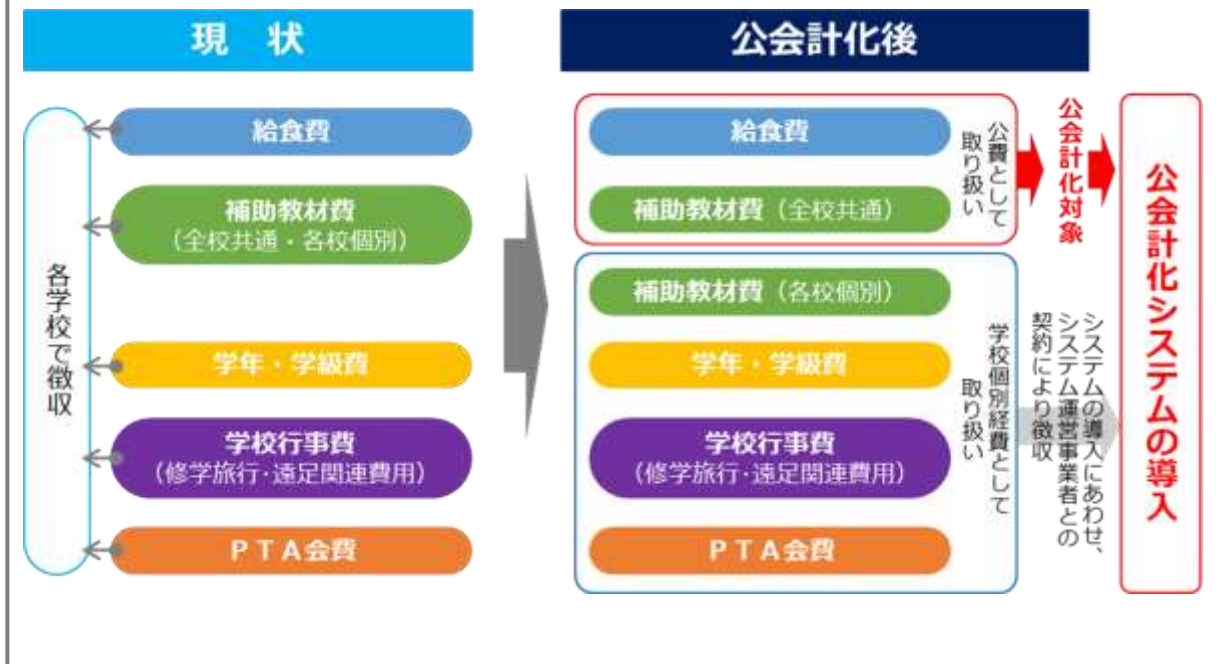 現　状
各学校で徴収
給食費
補助教材費
（全校共通・各校個別）
学年・学級費
学校行事費
（修学旅行・遠足関連費用）
ＰＴＡ会費
公会計化後
給食費
補助教材費（全校共通）
公費として
取り扱い
公会計化対象
補助教材費（各校個別）
学年・学級費
学校行事費
（修学旅行・遠足関連費用）
ＰＴＡ会費
学校個別経費として
取り扱い
システムの導入にあわせ、
システム運営事業者との
契約により徴収
公会計化システムの導入